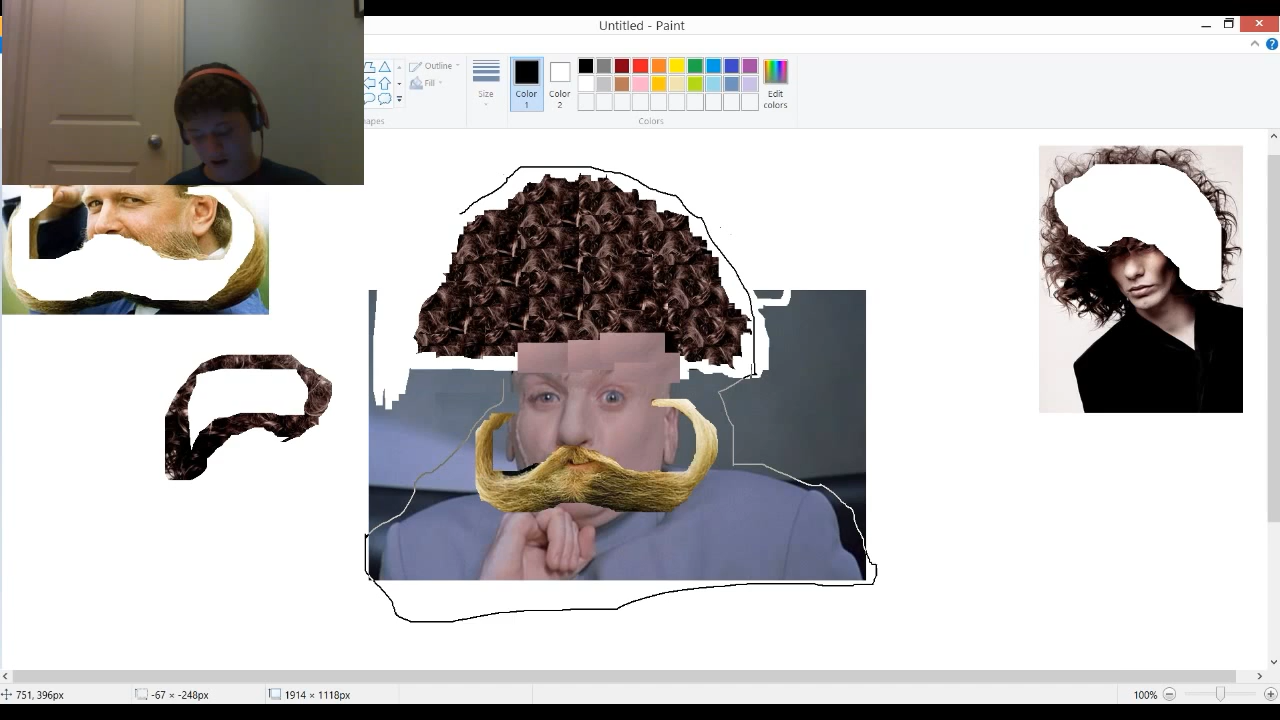 Untitled - Paint
Outline
Fill
Size
Color
1
Color
2
Edit
colors
apes
Colors
751, 396px
-67 × -248px
1914 × 1118px
100%